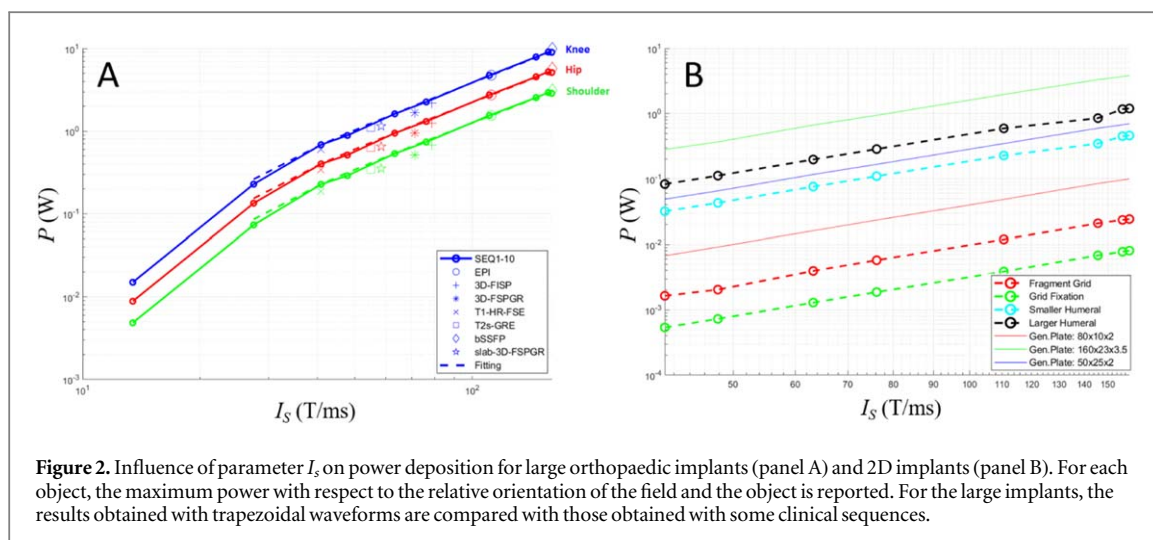 A
10^1
10^0
10^-1
10^-2
10^-3
P (W)
10^1
10^2
I_S (T/ms)
Knee
Hip
Shoulder
SEQ1-10
EPI
3D-FISP
3D-FSPGR
T1-HR-FSE
T2s-GRE
bSSFP
slab-3D-FSPGR
Fitting
B
10^1
10^0
10^-1
10^-2
10^-3
10^-4
P (W)
50
60
70
80
90
100
110
120
130
140
150
I_S (T/ms)
Fragment Grid
Grid Fixation
Smaller Humeral
Larger Humeral
Gen.Plate: 80x10x2
Gen.Plate: 160x23x3.5
Gen.Plate: 50x25x2
Figure 2. Influence of parameter I_s on power deposition for large orthopaedic implants (panel A) and 2D implants (panel B). For each
object, the maximum power with respect to the relative orientation of the field and the object is reported. For the large implants, the
results obtained with trapezoidal waveforms are compared with those obtained with some clinical sequences.